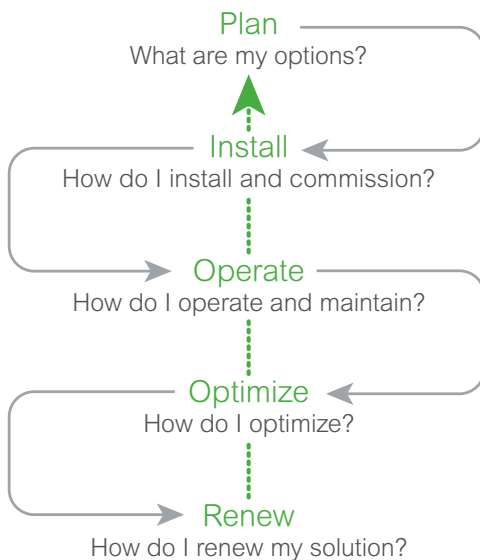 Plan
What are my options?
Install
How do I install and commission?
Operate
How do I operate and maintain?
Optimize
How do I optimize?
Renew
How do I renew my solution?